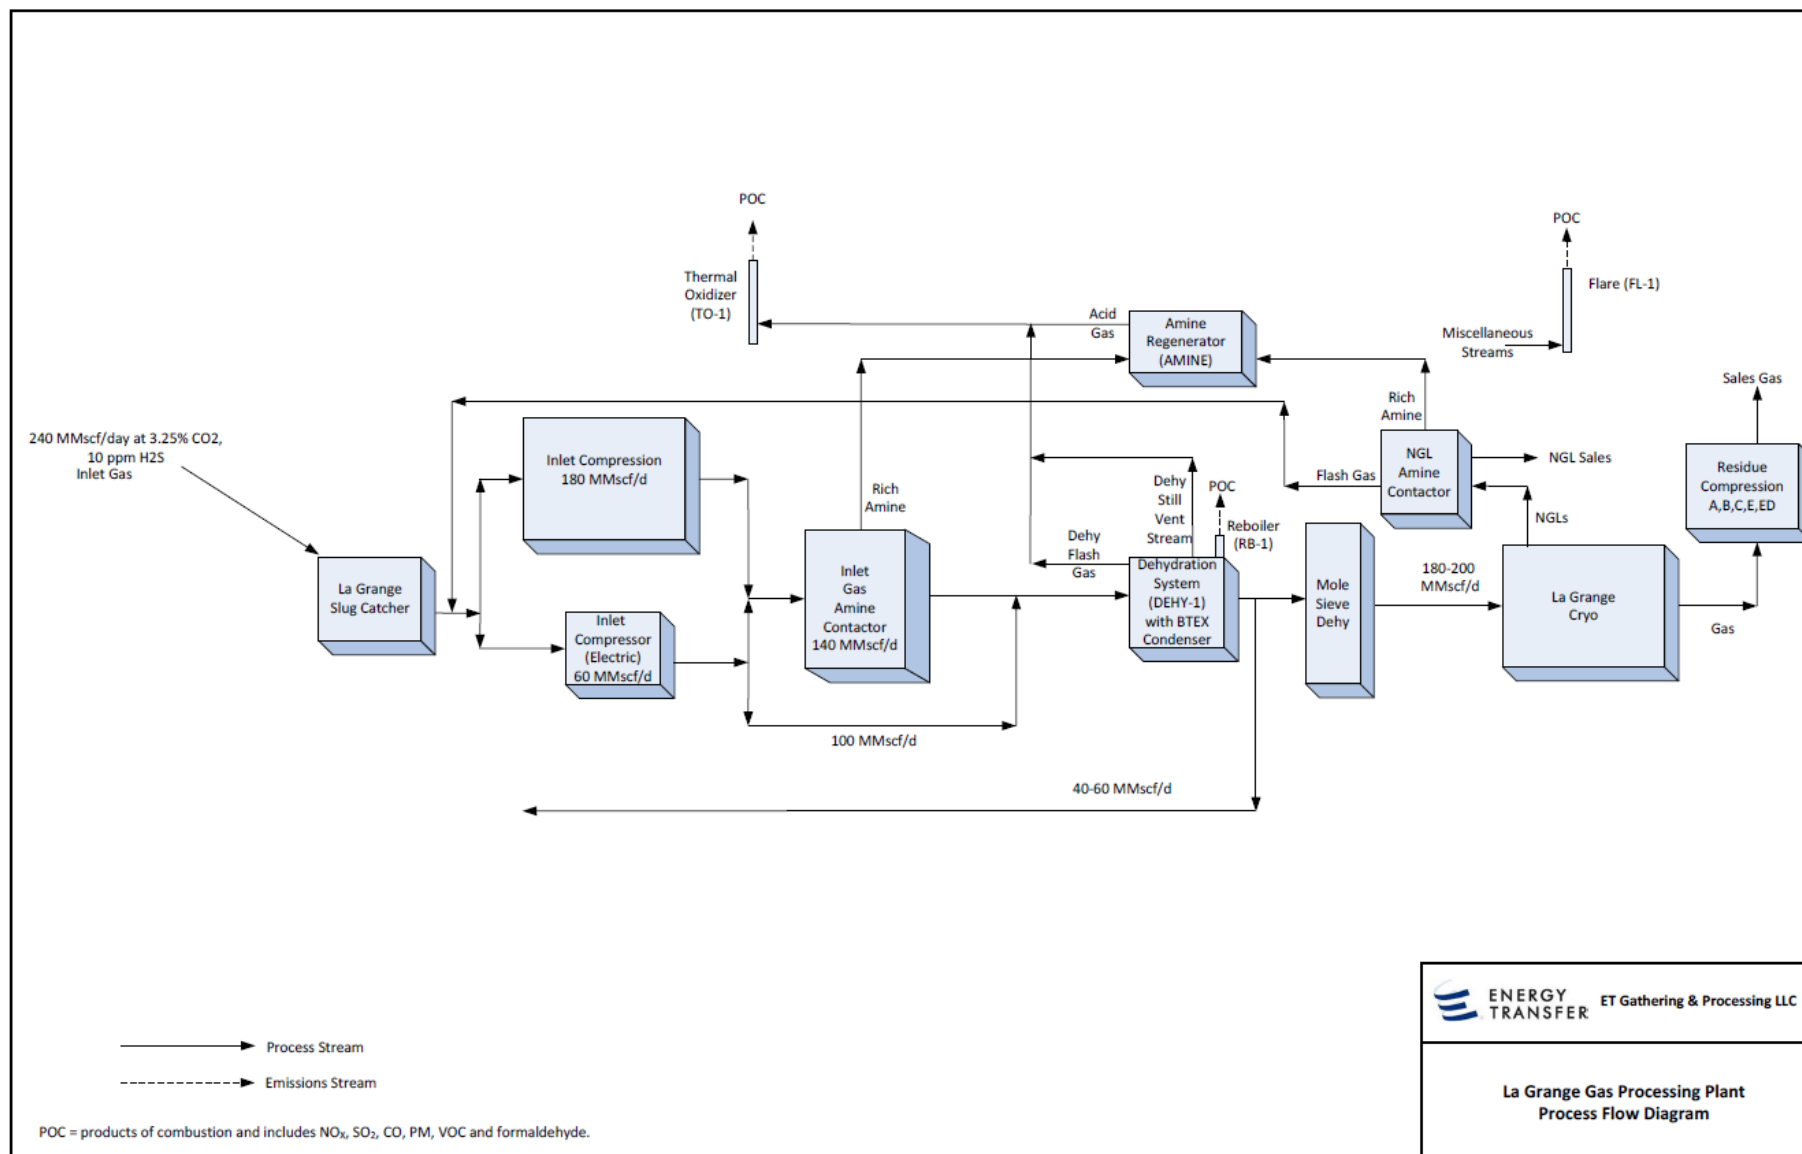 POC
Thermal
Oxidizer
(TO-1)
Acid
Gas
Amine
Regenerator
(AMINE)
POC
Flare (FL-1)
Miscellaneous
Streams
Sales Gas
240 MMscf/day at 3.25% CO2,
10 ppm H2S
Inlet Gas
Inlet Compression
180 MMscf/d
Rich
Amine
Rich
Amine
NGL
Amine
Contactor
NGL Sales
Flash Gas
NGLs
Residue
Compression
A,B,C,E,ED
Dehy
Still
Vent
Stream
POC
Reboiler
(RB-1)
Dehy
Flash
Gas
La Grange
Slug Catcher
Inlet
Compressor
(Electric)
60 MMscf/d
Inlet
Gas
Amine
Contactor
140 MMscf/d
Dehydration
System
(DEHY-1)
with BTEX
Condenser
Mole
Sieve
Dehy
180-200
MMscf/d
La Grange
Cryo
Gas
100 MMscf/d
40-60 MMscf/d
Process Stream
Emissions Stream
POC = products of combustion and includes NOₓ, SO₂, CO, PM, VOC and formaldehyde.
ENERGY
TRANSFER
ET Gathering & Processing LLC
La Grange Gas Processing Plant
Process Flow Diagram